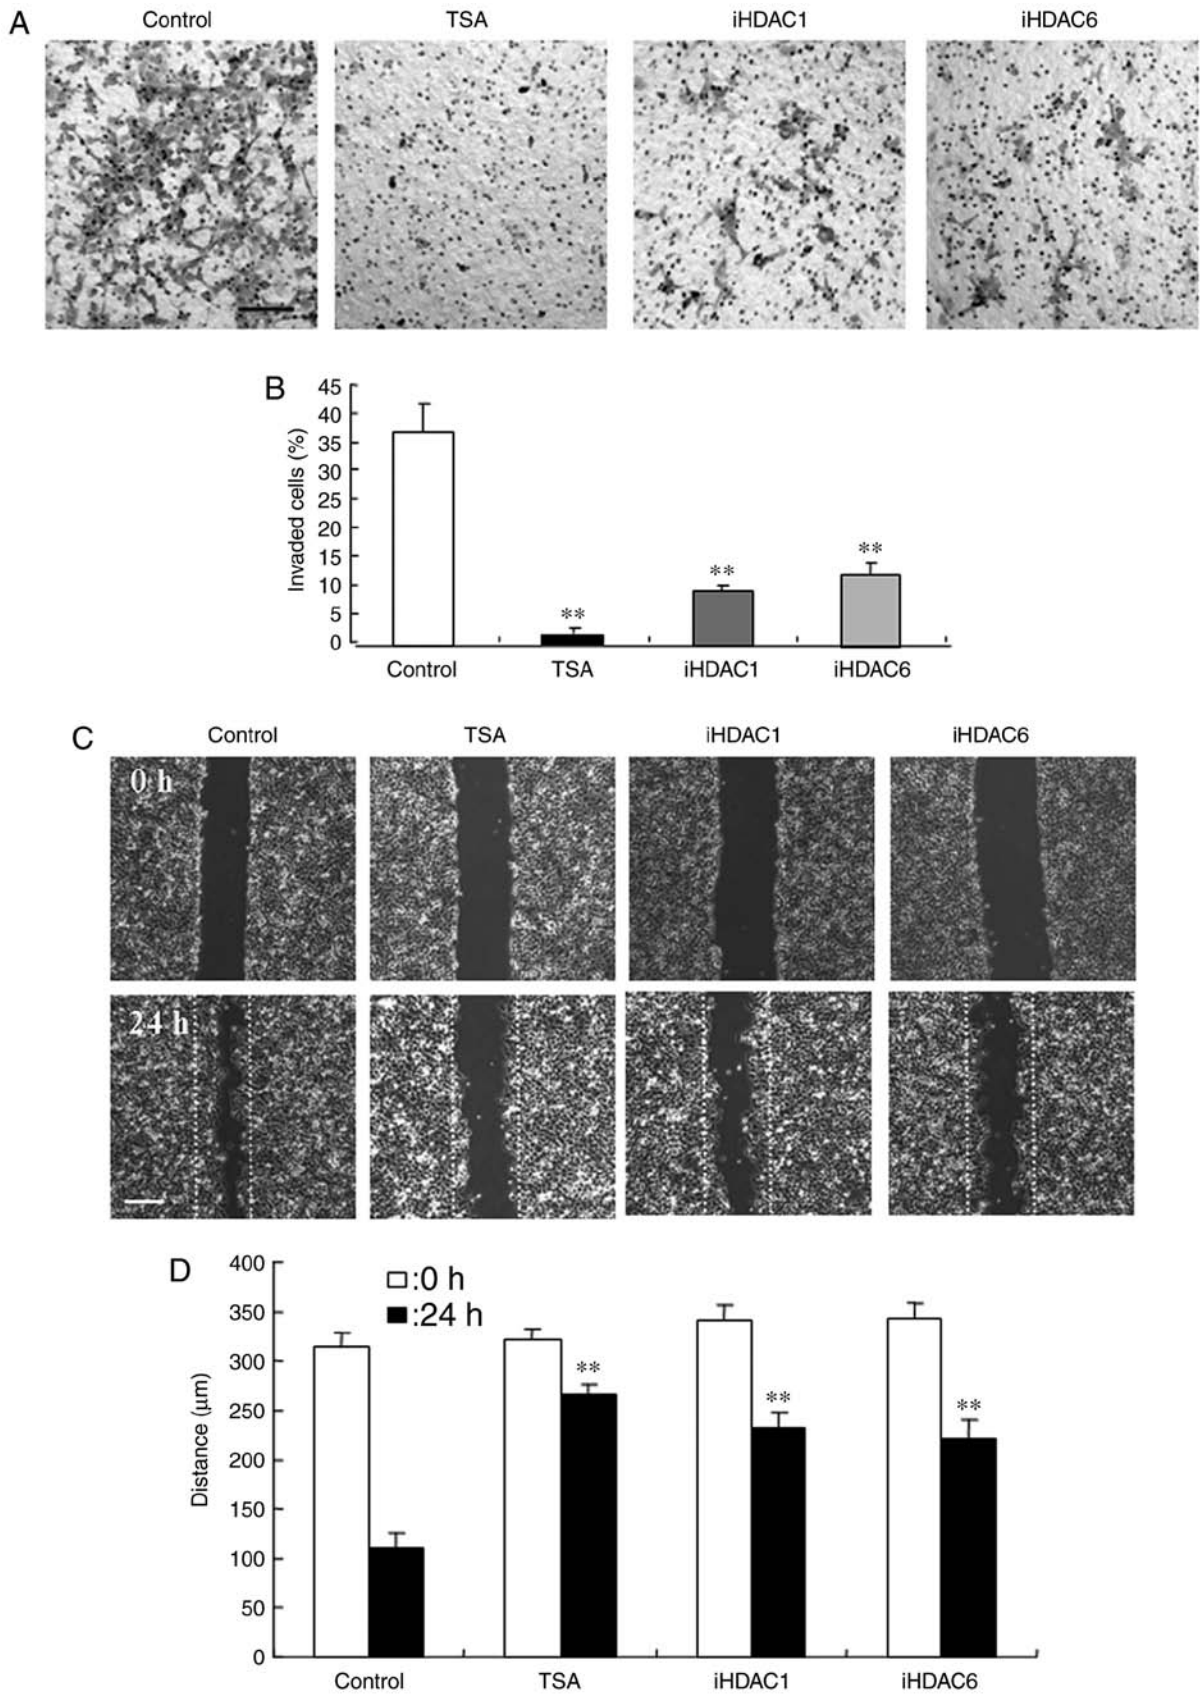 A
Control TSA iHDAC1 iHDAC6
B
Invaded cells (%)
45
40
35
30
25
20
15
10
5
0
** ** **
Control TSA iHDAC1 iHDAC6
C
Control TSA iHDAC1 iHDAC6
0 h
24 h
D
Distance (μm)
400
350
300
250
200
150
100
50
0
:0 h
:24 h
** ** **
Control TSA iHDAC1 iHDAC6